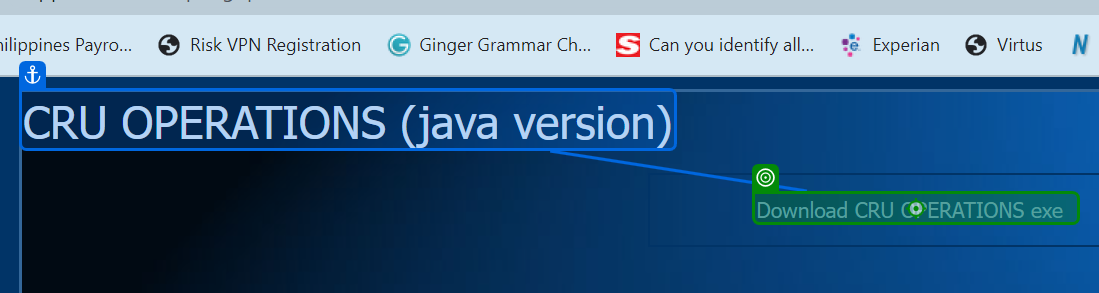 hilippines Payro... Risk VPN Registration Ginger Grammar Ch... Can you identify all... Experian Virtus
CRU OPERATIONS (java version)
Download CRU OPERATIONS exe